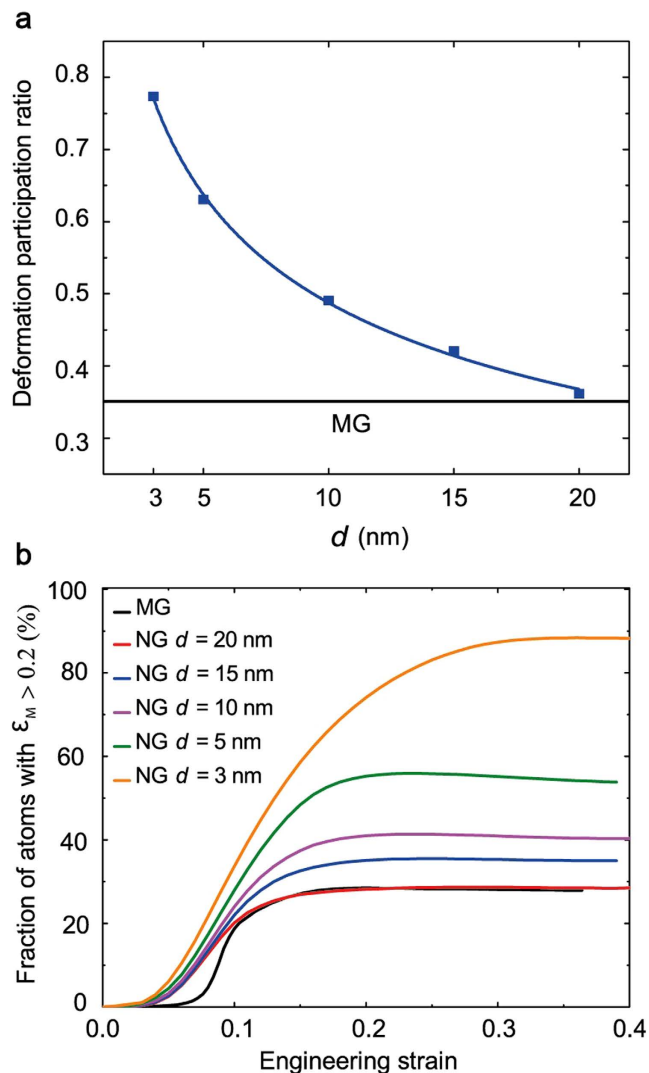 a
Deformation participation ratio
0.8
0.7
0.6
0.5
0.4
0.3
MG
3 5 10 15 20
d (nm)
b
Fraction of atoms with εM > 0.2 (%)
100
80
60
40
20
0
MG
NG d = 20 nm
NG d = 15 nm
NG d = 10 nm
NG d = 5 nm
NG d = 3 nm
0.0 0.1 0.2 0.3 0.4
Engineering strain